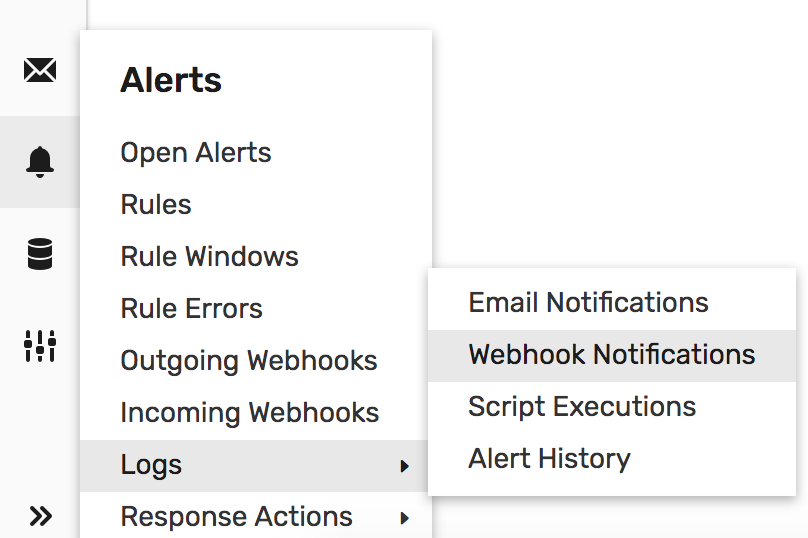 Alerts
Open Alerts
Rules
Rule Windows
Rule Errors
Outgoing Webhooks
Incoming Webhooks
Logs
Response Actions
Email Notifications
Webhook Notifications
Script Executions
Alert History